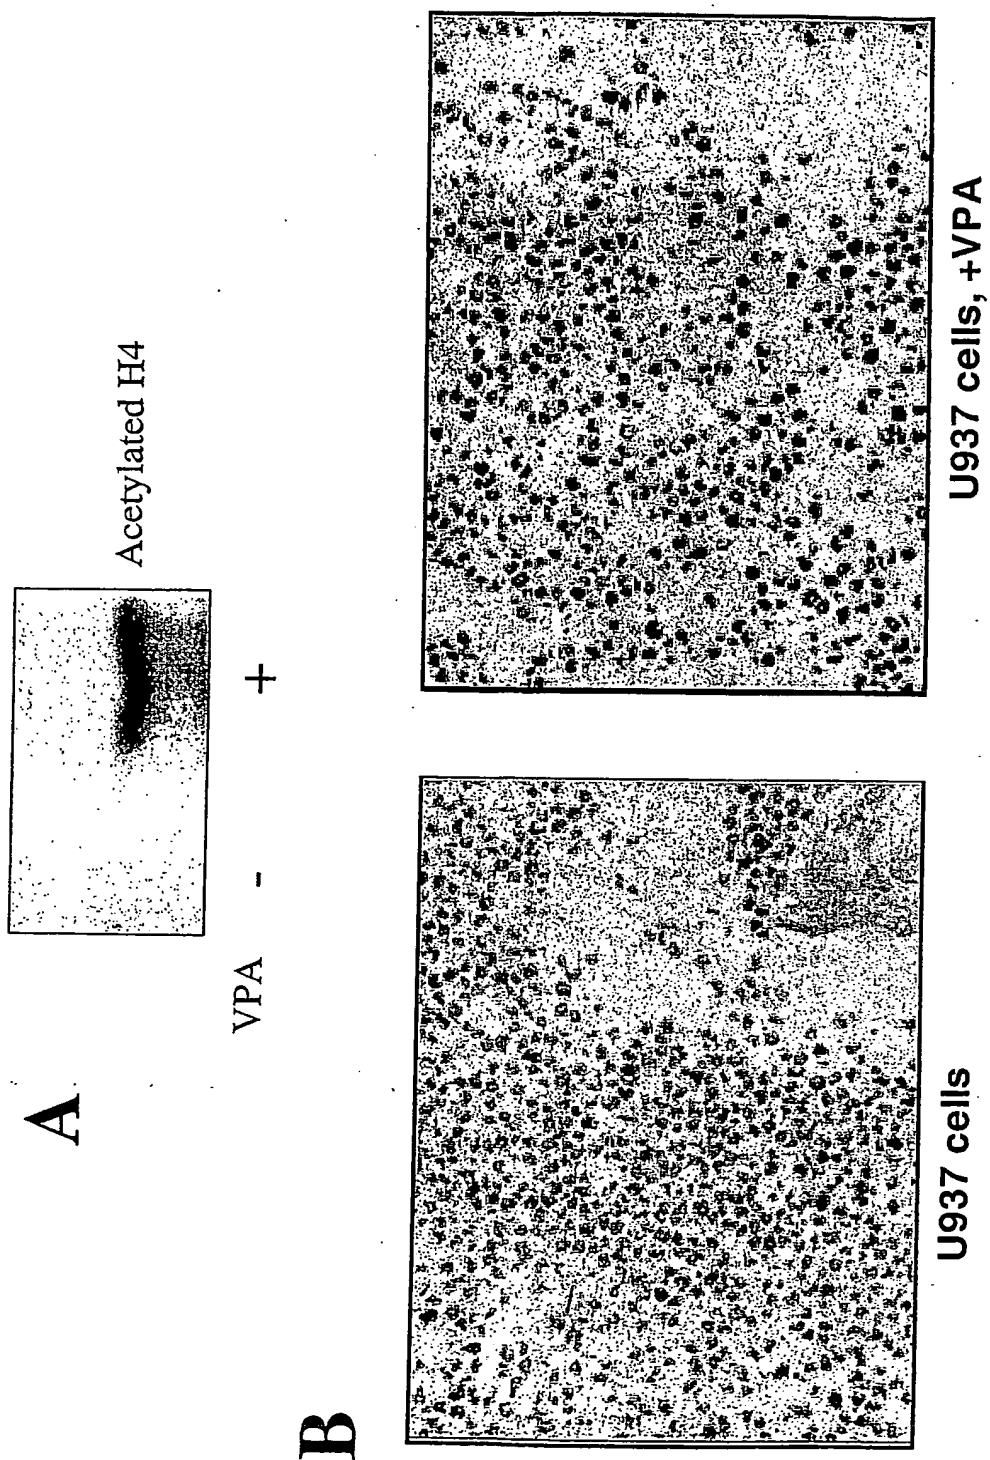 A
Acetylated H4
VPA - +
B
U937 cells
U937 cells, +VPA